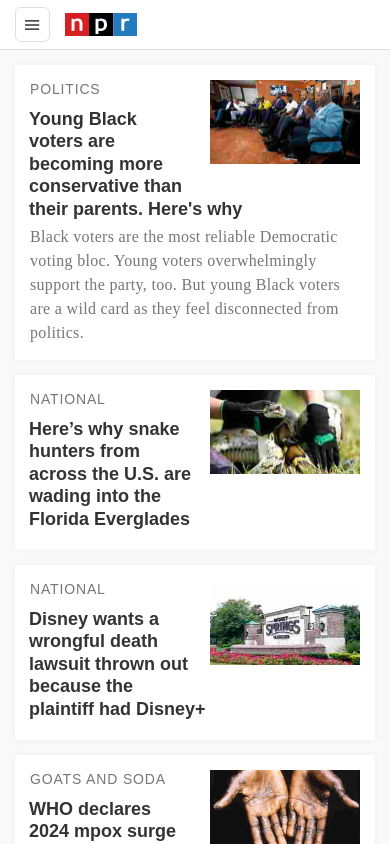 npr
POLITICS
Young Black
voters are
becoming more
conservative than
their parents. Here's why
Black voters are the most reliable Democratic
voting bloc. Young voters overwhelmingly
support the party, too. But young Black voters
are a wild card as they feel disconnected from
politics.
NATIONAL
Here’s why snake
hunters from
across the U.S. are
wading into the
Florida Everglades
NATIONAL
Disney wants a
wrongful death
lawsuit thrown out
because the
plaintiff had Disney+
SPRINGS
GOATS AND SODA
WHO declares
2024 mpox surge